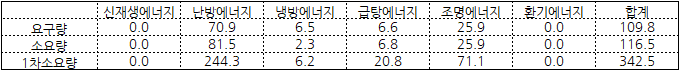 신재생에너지 난방에너지 냉방에너지 급탕에너지 조명에너지 환기에너지 합계
요구량 0.0 70.9 6.5 6.6 25.9 0.0 109.8
소요량 0.0 81.5 2.3 6.8 25.9 0.0 116.5
1차소요량 0.0 244.3 6.2 20.8 71.1 0.0 342.5